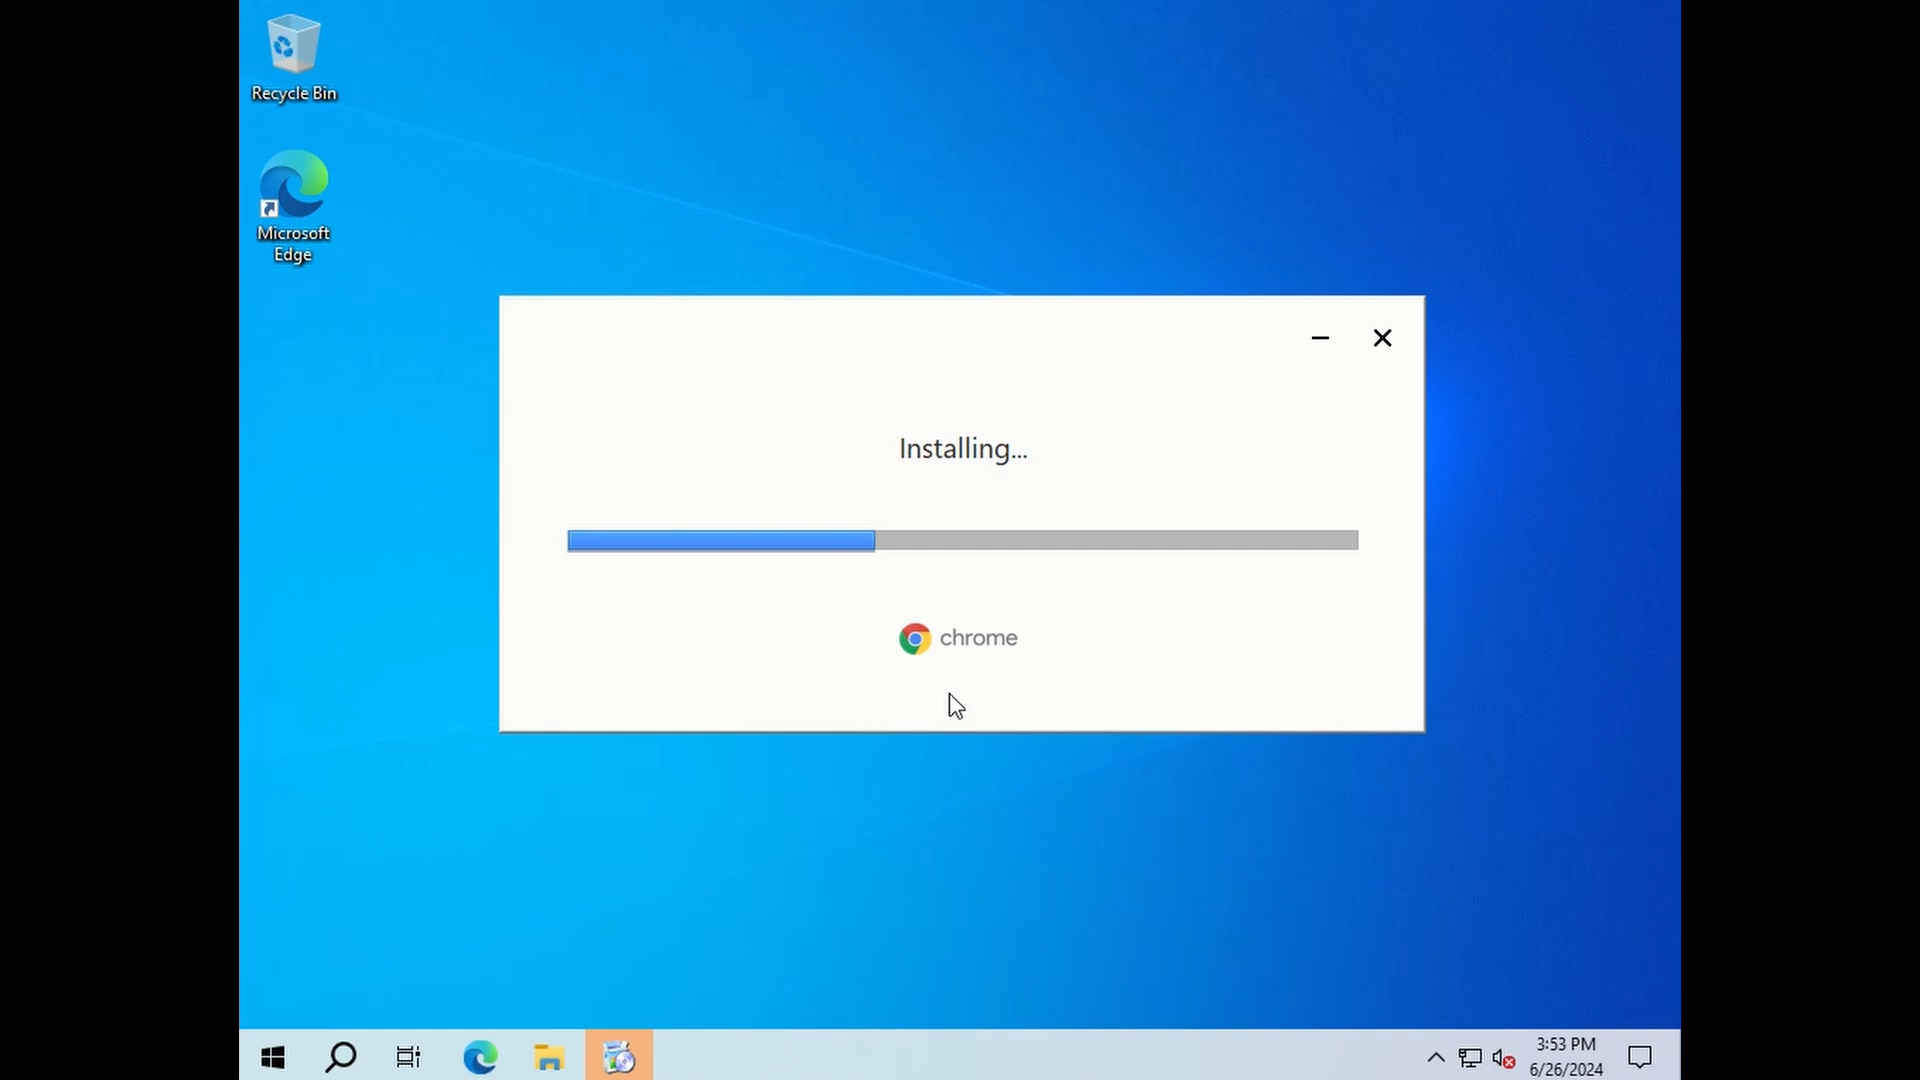 Recycle Bin
Microsoft
Edge
Installing...
chrome
3:53 PM
6/26/2024